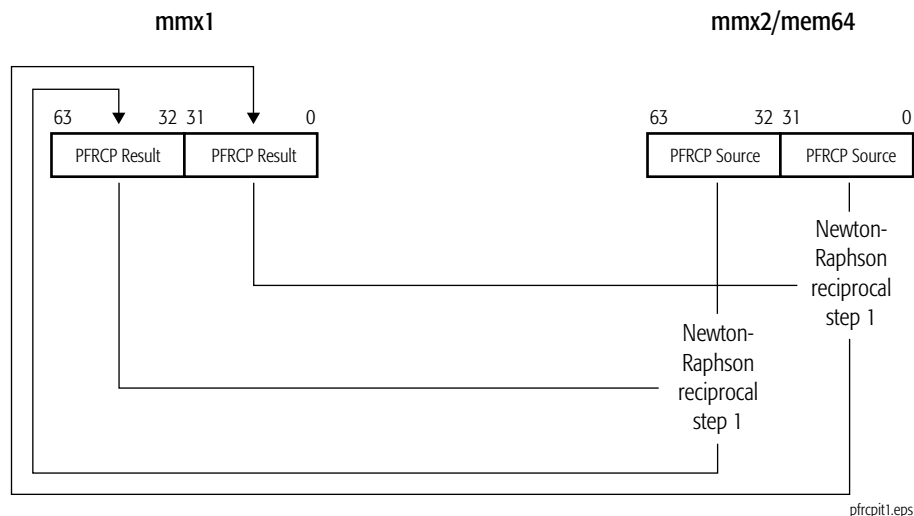 mmx1
mmx2/mem64
63 32 31 0
63 32 31 0
PFRCP Result PFRCP Result
PFRCP Source PFRCP Source
Newton-
Raphson
reciprocal
step 1
Newton-
Raphson
reciprocal
step 1
pfrcpit1.eps